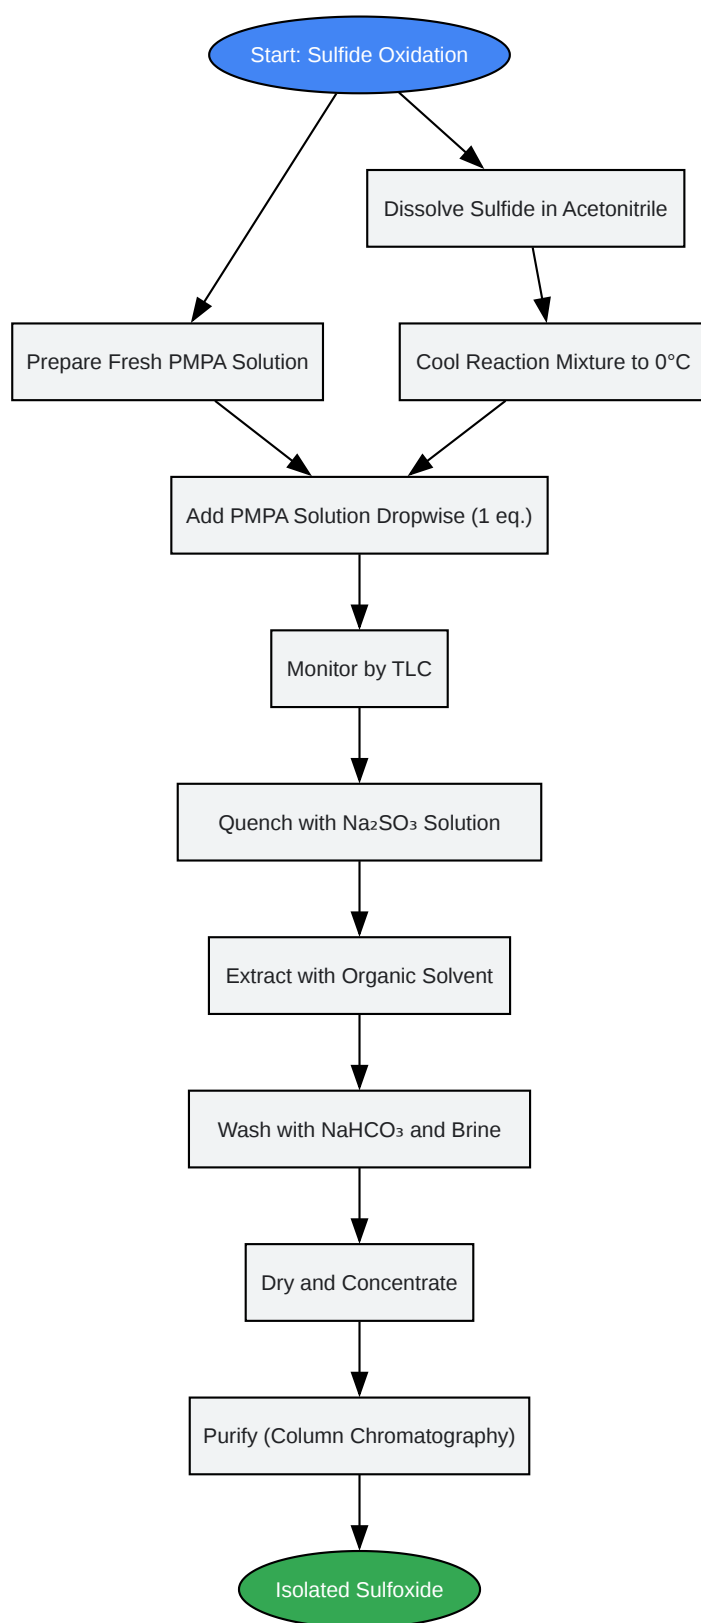 Start: Sulfide Oxidation
Dissolve Sulfide in Acetonitrile
Prepare Fresh PMPA Solution
Cool Reaction Mixture to 0°C
Add PMPA Solution Dropwise (1 eq.)
Monitor by TLC
Quench with Na₂SO₃ Solution
Extract with Organic Solvent
Wash with NaHCO₃ and Brine
Dry and Concentrate
Purify (Column Chromatography)
Isolated Sulfoxide